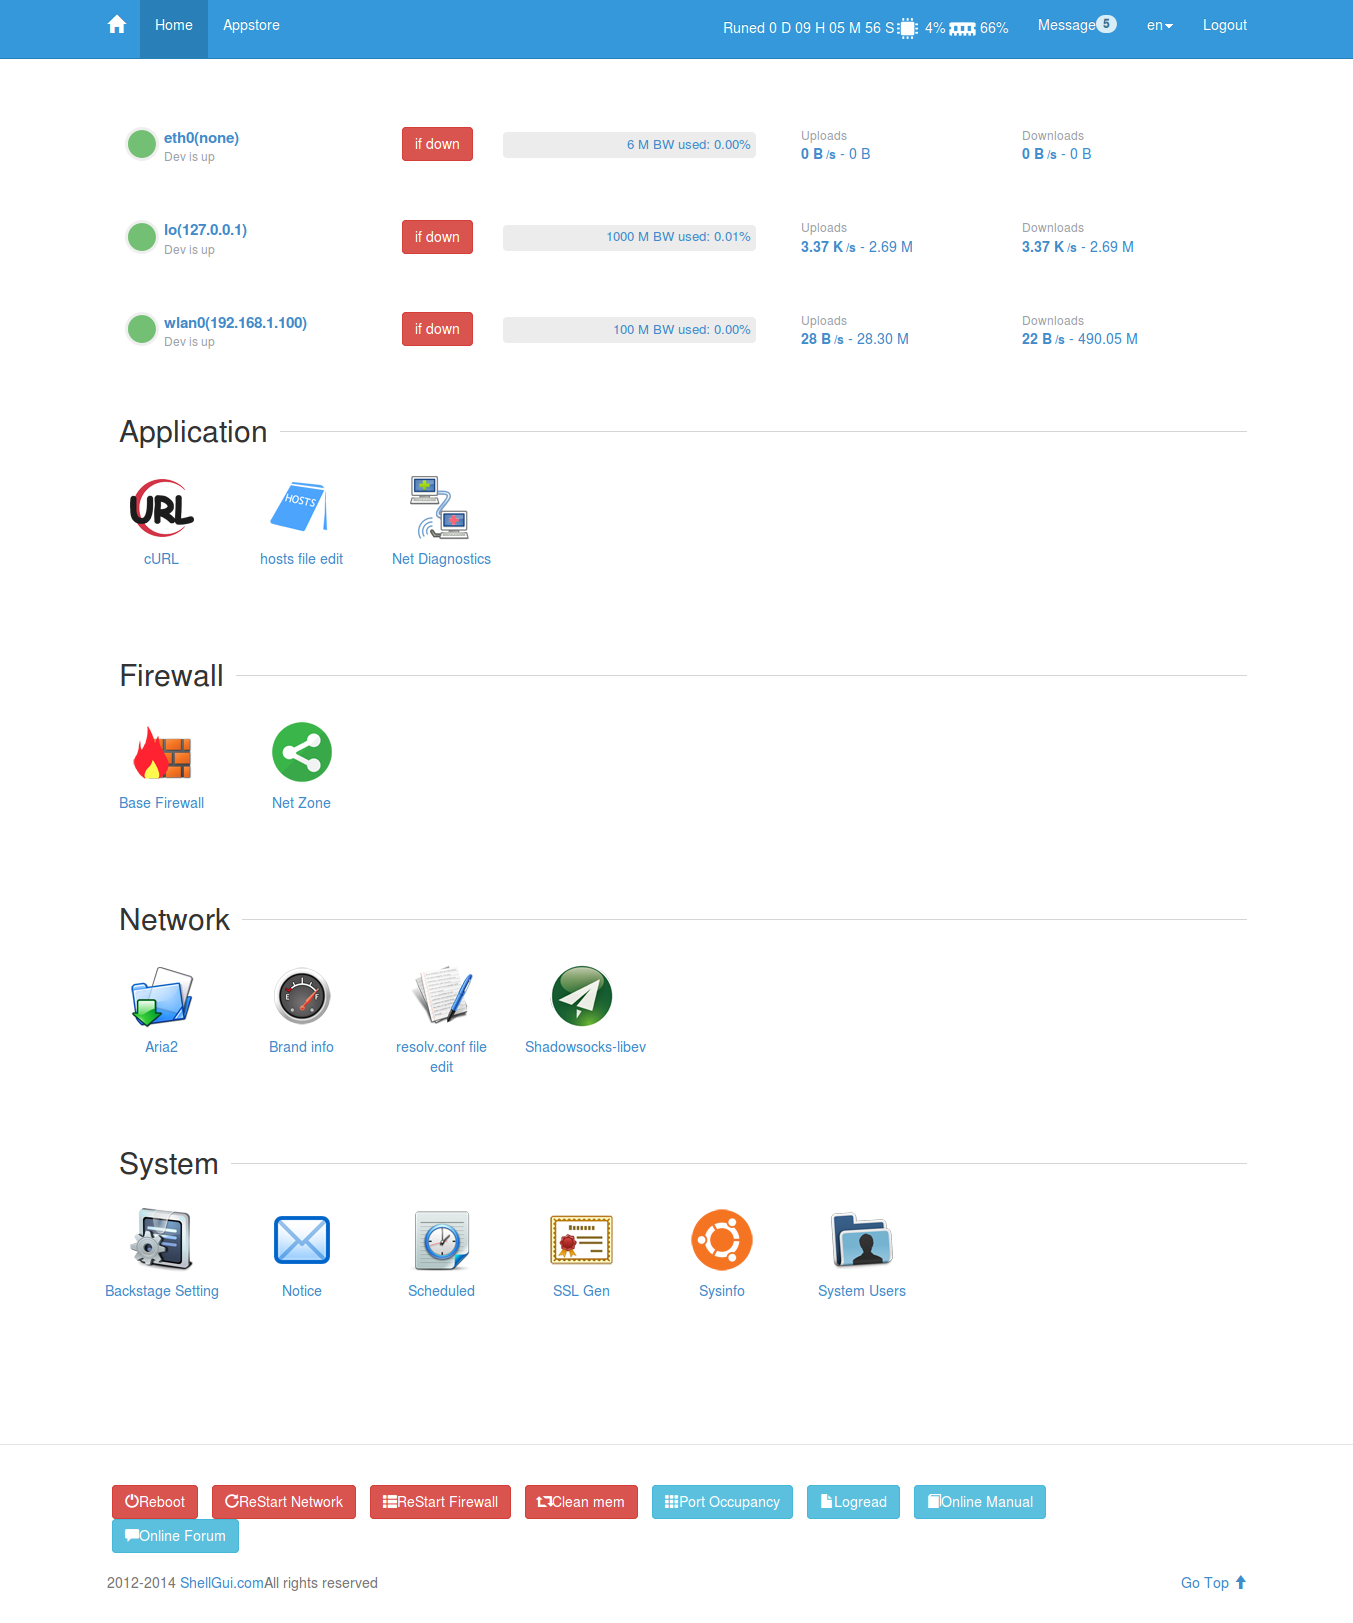 Home Appstore Runed 0 D 09 H 05 M 56 S 4% 66% Message 5 en Logout
eth0(none)
Dev is up
if down
6 M BW used: 0.00%
Uploads
0 B /s - 0 B
Downloads
0 B /s - 0 B
lo(127.0.0.1)
Dev is up
if down
1000 M BW used: 0.01%
Uploads
3.37 K /s - 2.69 M
Downloads
3.37 K /s - 2.69 M
wlan0(192.168.1.100)
Dev is up
if down
100 M BW used: 0.00%
Uploads
28 B /s - 28.30 M
Downloads
22 B /s - 490.05 M
Application
URL
HOSTS
cURL
hosts file edit
Net Diagnostics
Firewall
Base Firewall
Net Zone
Network
E F
Aria2
Brand info
resolv.conf file
edit
Shadowsocks-libev
System
Backstage Setting
Notice
Scheduled
SSL Gen
Sysinfo
System Users
Reboot ReStart Network ReStart Firewall Clean mem Port Occupancy Logread Online Manual
Online Forum
2012-2014 ShellGui.comAll rights reserved
Go Top